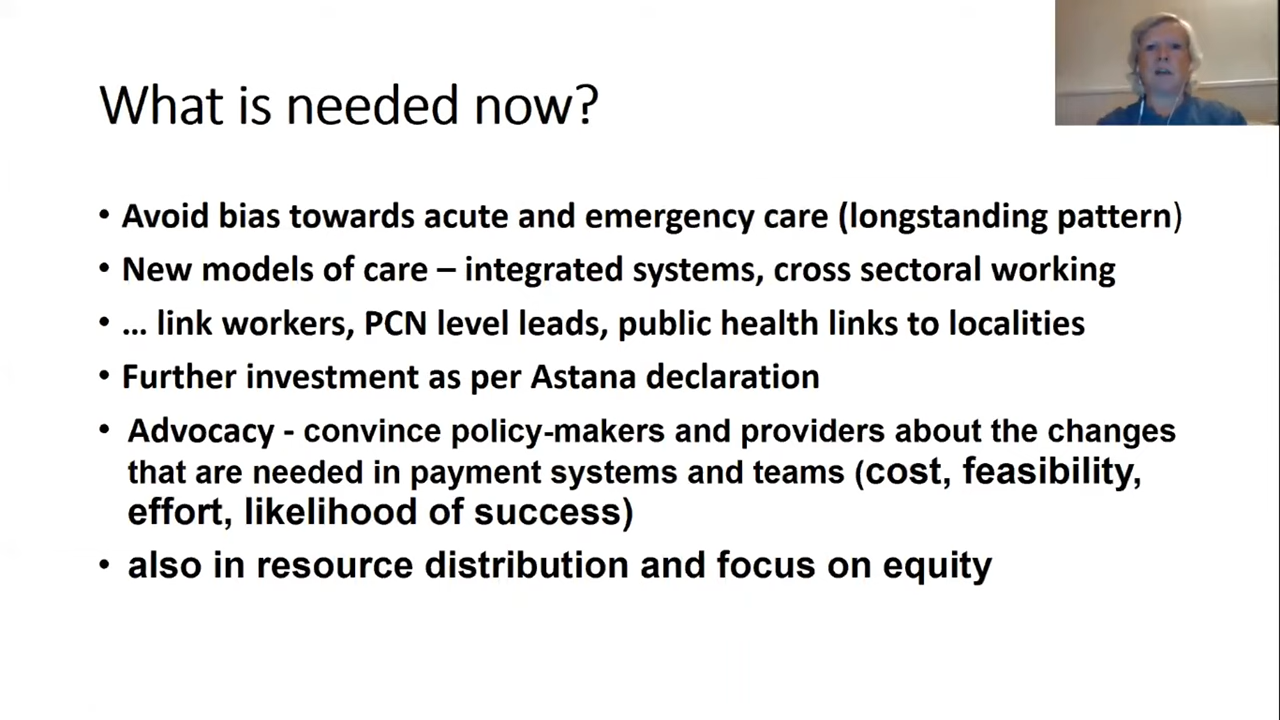 What is needed now?
• Avoid bias towards acute and emergency care (longstanding pattern)
• New models of care – integrated systems, cross sectoral working
• ... link workers, PCN level leads, public health links to localities
• Further investment as per Astana declaration
• Advocacy - convince policy-makers and providers about the changes
that are needed in payment systems and teams (cost, feasibility,
effort, likelihood of success)
• also in resource distribution and focus on equity